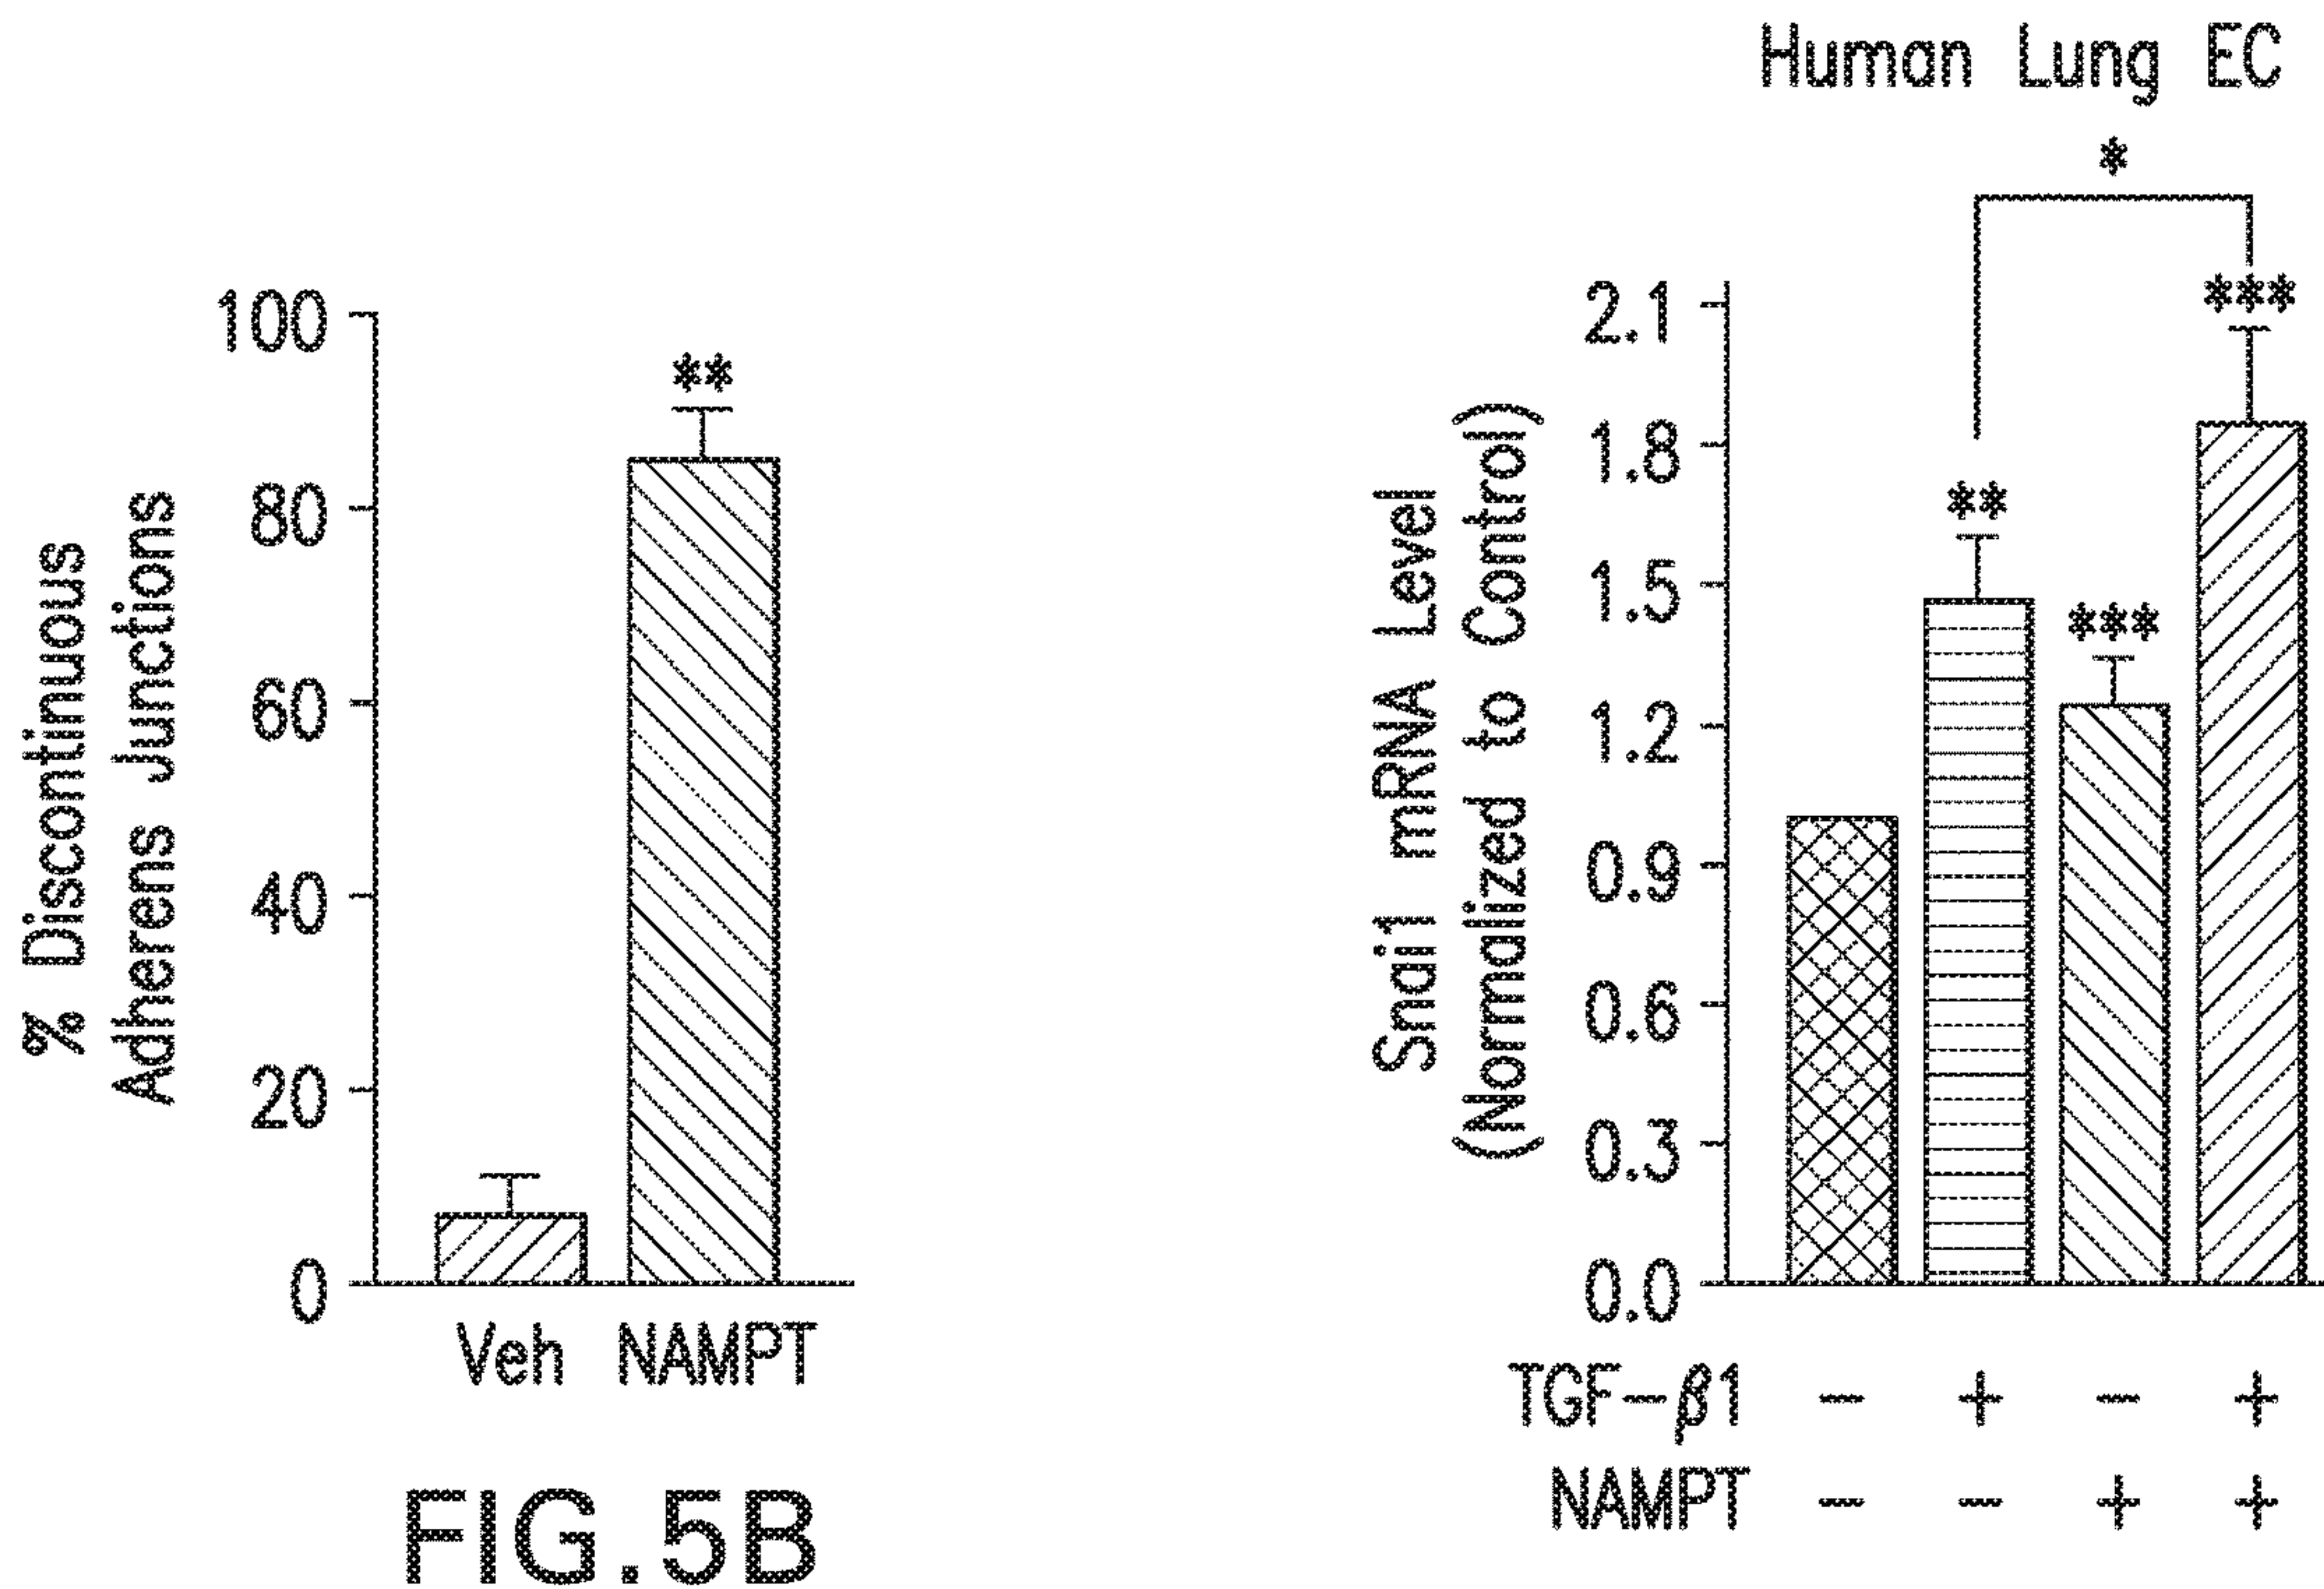 % Discontinuous
Adherens Junctions
100
80
60
40
20
0
**
Veh NAMPT
FIG.5B
Human Lung EC
*
Snai1 mRNA Level
(Normalized to Control)
2.1
1.8
1.5
1.2
0.9
0.6
0.3
0.0
**
***
***
TGF-β1 - + - +
NAMPT - - + +